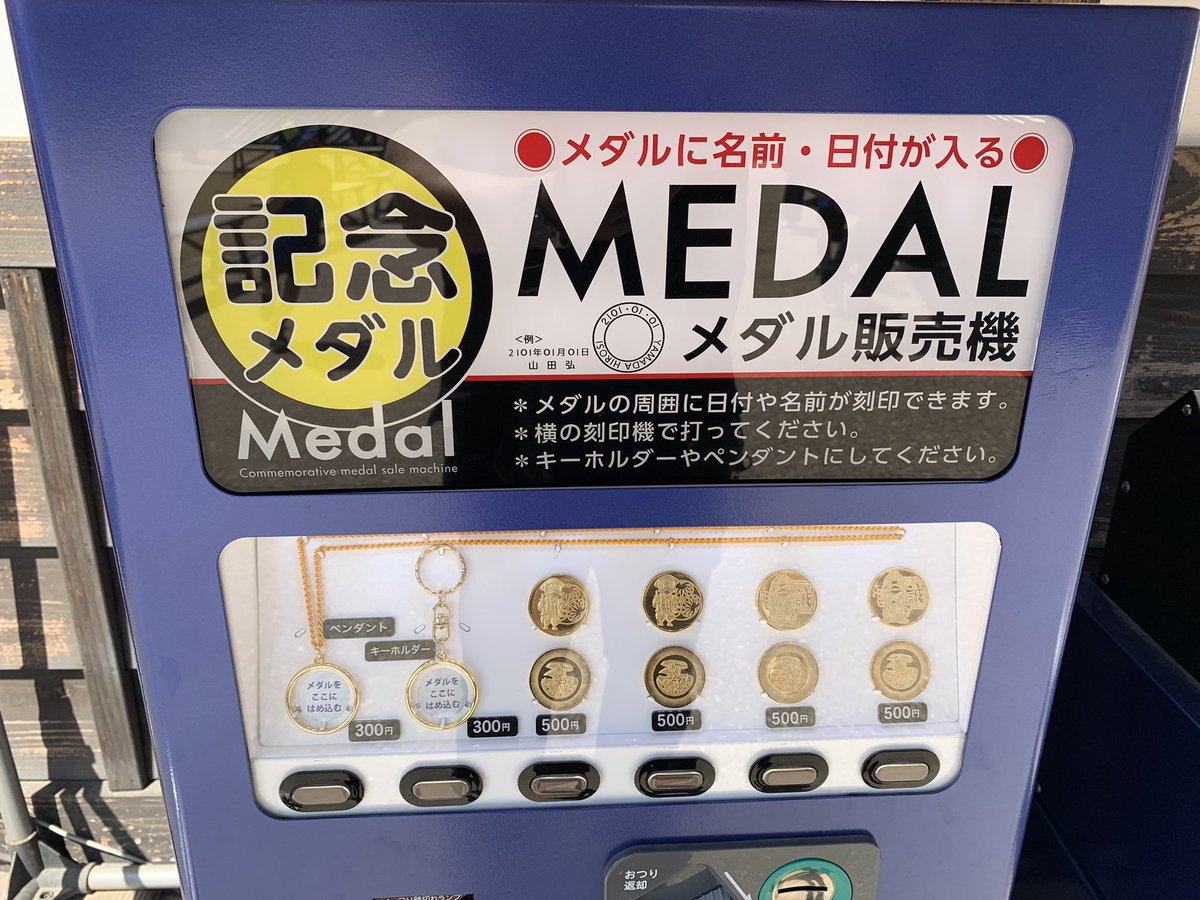 記念
メダル
Medal
Commemorative medal sale machine
●メダルに名前・日付が入る●
MEDAL
メダル販売機
<例>
2101年01月01日
山田弘
2101・01・01
YAMADA HIROSI
＊メダルの周囲に日付や名前が刻印できます。
＊横の刻印機で打ってください。
＊キーホルダーやペンダントにしてください。
ペンダント
キーホルダー
メダルを
ここに
はめ込む
メダルを
ここに
はめ込む
300円
300円
500円
500円
500円
500円
おつり
返却